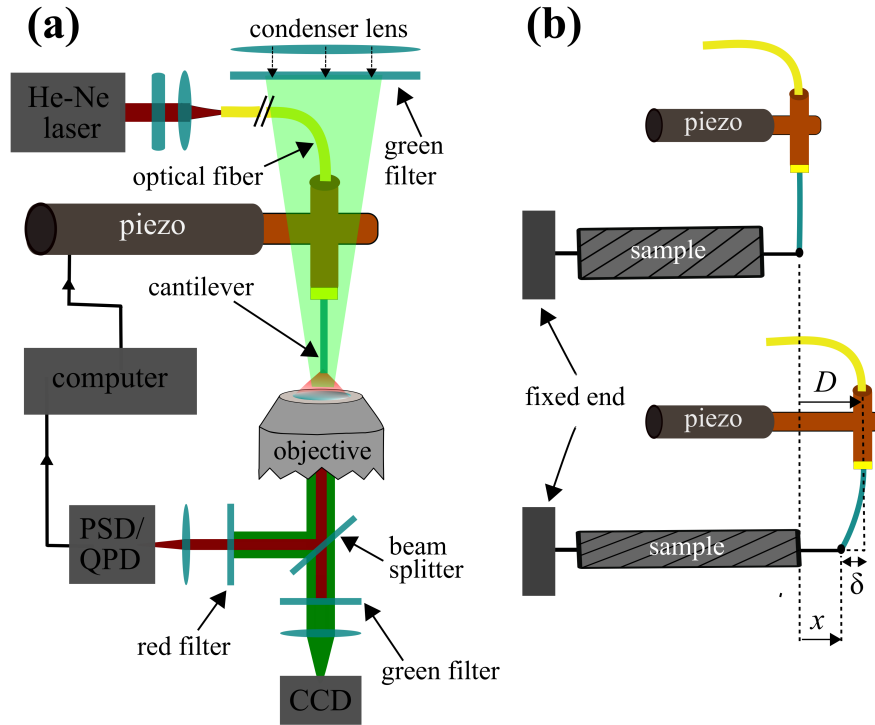 (a)
condenser lens
He-Ne
laser
green
filter
optical fiber
piezo
cantilever
computer
objective
PSD/
QPD
beam
splitter
red filter
green filter
CCD
(b)
piezo
sample
fixed end
D
piezo
sample
δ
x